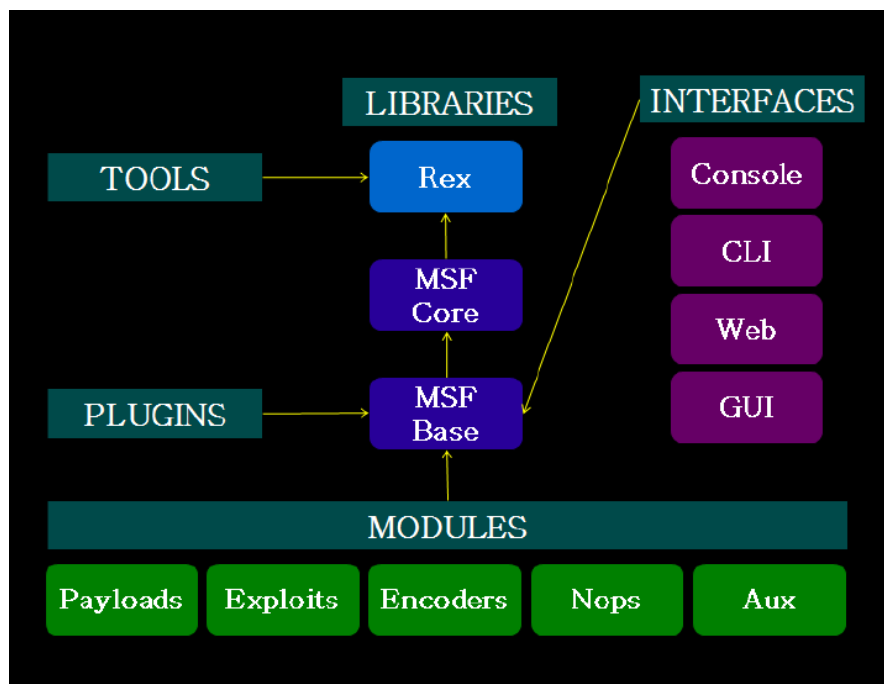 LIBRARIES
INTERFACES
TOOLS
Rex
Console
MSF
Core
CLI
Web
PLUGINS
MSF
Base
GUI
MODULES
Payloads
Exploits
Encoders
Nops
Aux